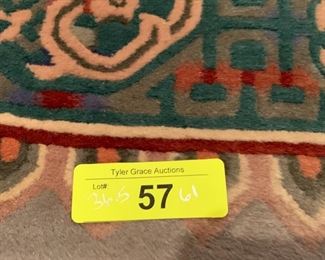 Tyler Grace Auctions
Lot#:
57 61